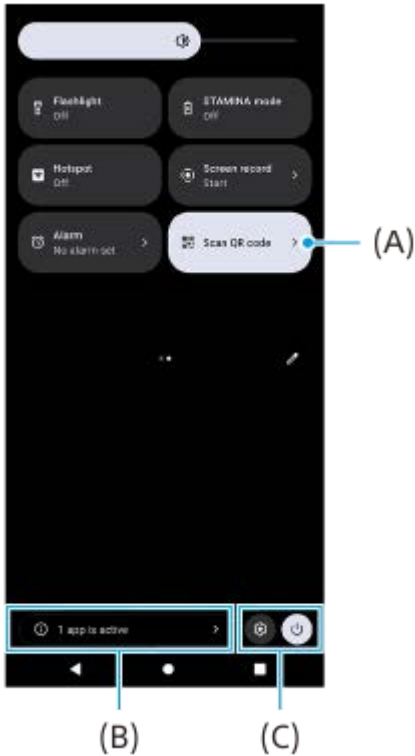 Flashlight
Off
STAMINA mode
Off
Hotspot
Off
Screen record
Start
Alarm
No alarm set
Scan QR code
(A)
1 app is active
(B)
(C)